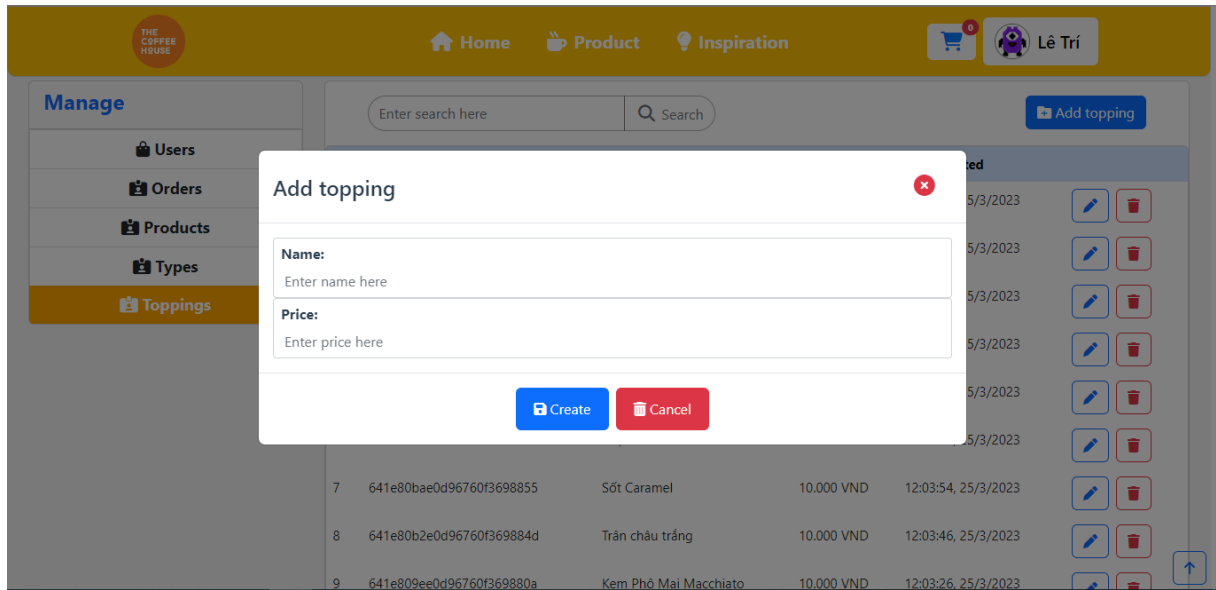 THE
COFFEE
HOUSE
Home Product Inspiration
0
Lê Trí
Manage
Enter search here Search
Add topping
Users
Orders
Products
Types
Toppings
Add topping
Name:
Enter name here
Price:
Enter price here
Create Cancel
ted
5/3/2023
5/3/2023
5/3/2023
5/3/2023
5/3/2023
5/3/2023
7 641e80bae0d96760f3698855 Sốt Caramel 10.000 VND 12:03:54, 25/3/2023
8 641e80b2e0d96760f369884d Trân châu trắng 10.000 VND 12:03:46, 25/3/2023
9 641e809ee0d96760f369880a Kem Phô Mai Macchiato 10.000 VND 12:03:26, 25/3/2023